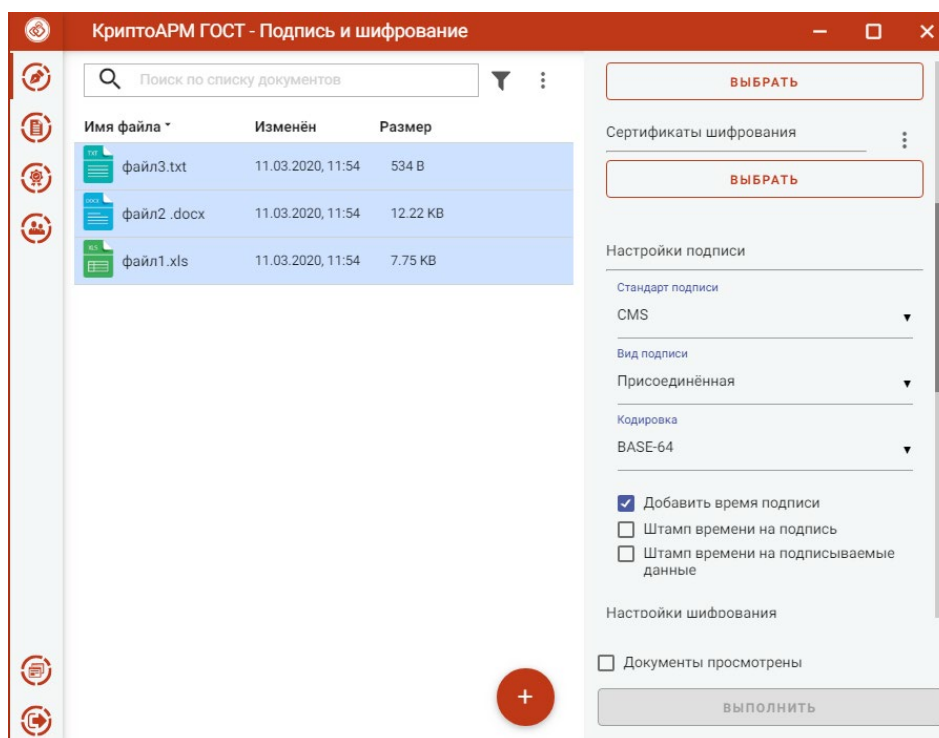 КриптоАРМ ГОСТ - Подпись и шифрование
Поиск по списку документов
Имя файла Изменён Размер
TXT файл3.txt 11.03.2020, 11:54 534 B
DOCX файл2 .docx 11.03.2020, 11:54 12.22 KB
XLS файл1.xls 11.03.2020, 11:54 7.75 KB
ВЫБРАТЬ
Сертификаты шифрования
ВЫБРАТЬ
Настройки подписи
Стандарт подписи
CMS
Вид подписи
Присоединённая
Кодировка
BASE-64
Добавить время подписи
Штамп времени на подпись
Штамп времени на подписываемые
данные
Настройки шифрования
Документы просмотрены
ВЫПОЛНИТЬ